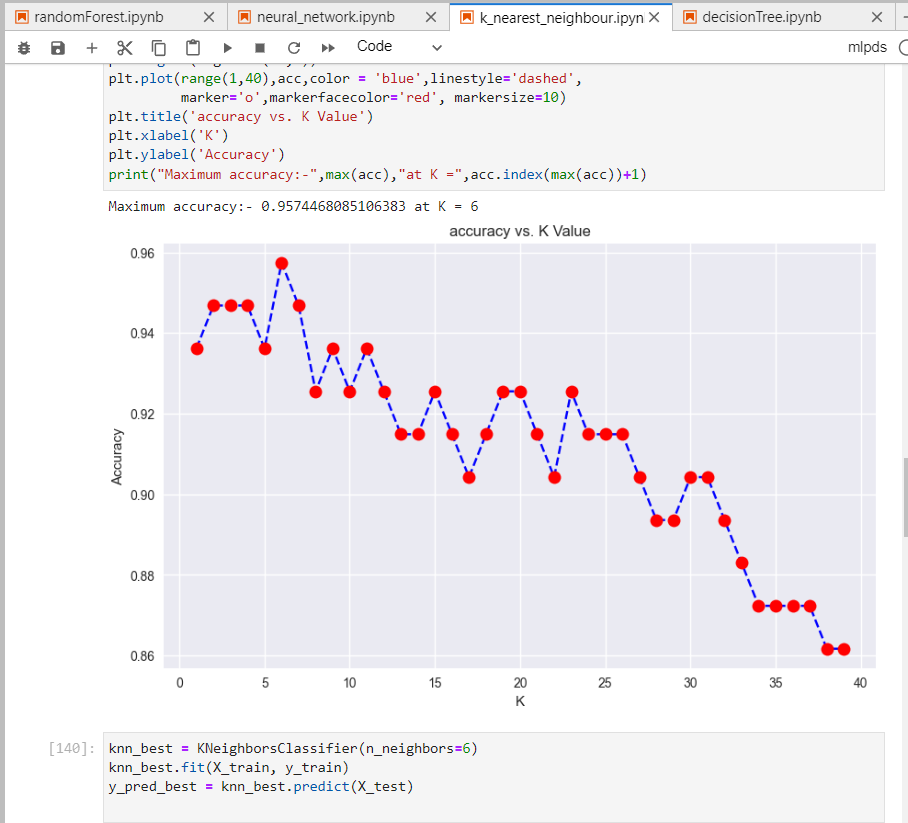 randomForest.ipynb
neural_network.ipynb
k_nearest_neighbour.ipyn
decisionTree.ipynb
Code
mlpds
plt.plot(range(1,40),acc,color = 'blue',linestyle='dashed',
marker='o',markerfacecolor='red', markersize=10)
plt.title('accuracy vs. K Value')
plt.xlabel('K')
plt.ylabel('Accuracy')
print("Maximum accuracy:-",max(acc),"at K =",acc.index(max(acc))+1)
Maximum accuracy:- 0.9574468085106383 at K = 6
accuracy vs. K Value
0.96
0.94
0.92
0.90
0.88
0.86
Accuracy
0 5 10 15 20 25 30 35 40
K
[140]:
knn_best = KNeighborsClassifier(n_neighbors=6)
knn_best.fit(X_train, y_train)
y_pred_best = knn_best.predict(X_test)